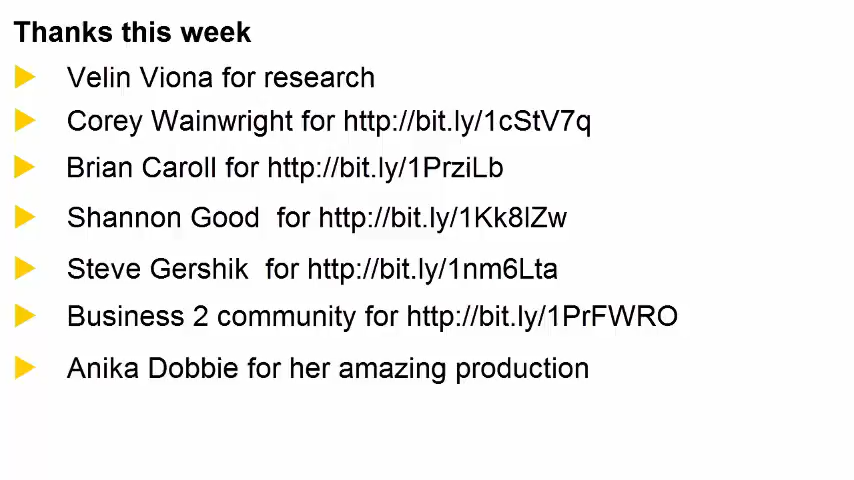 Thanks this week
Velin Viona for research
Corey Wainwright for http://bit.ly/1cStV7q
Brian Caroll for http://bit.ly/1PrziLb
Shannon Good  for http://bit.ly/1Kk8lZw
Steve Gershik  for http://bit.ly/1nm6Lta
Business 2 community for http://bit.ly/1PrFWRO
Anika Dobbie for her amazing production